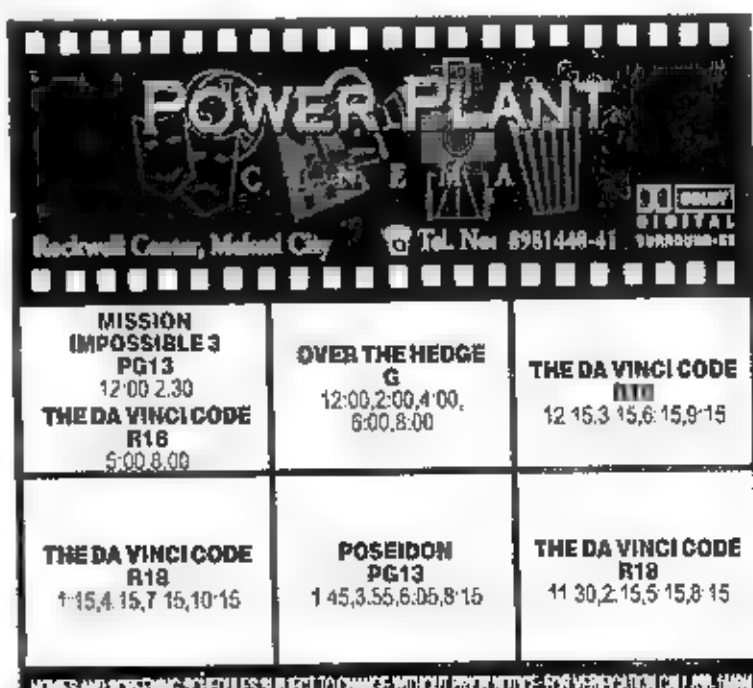 POWER PLANT
CINEMA
Rockwell Center, Makati City Tel. No: 8981440-41
DIGITAL
MISSION
IMPOSSIBLE 3
PG13
12:00 2.30
THE DA VINCI CODE
R18
5:00 8.00
OVER THE HEDGE
G
12:00,2:00,4:00,
6:00,8:00
THE DA VINCI CODE
12 15,3 15,6:15,9:15
THE DA VINCI CODE
R18
1:15,4.15,7 15,10:15
POSEIDON
PG13
1 45,3.55,6:05,8:15
THE DA VINCI CODE
R18
11 30,2.15,5:15,8:15